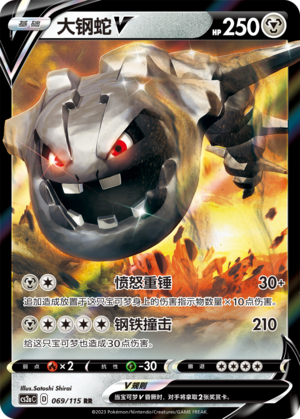 基础
大钢蛇V
HP 250
愤怒重锤 30+
追加造成放置于这只宝可梦身上的伤害指示物数量×10点伤害。
钢铁撞击 210
给这只宝可梦也造成30点伤害。
弱点 ×2 抵抗力 -30 撤退
Illus. Satoshi Shirai
V规则
当宝可梦V昏厥时，对手将拿取2张奖赏卡。
cs2aC D 069/115 RR
©2023 Pokémon/Nintendo/Creatures/GAME FREAK.